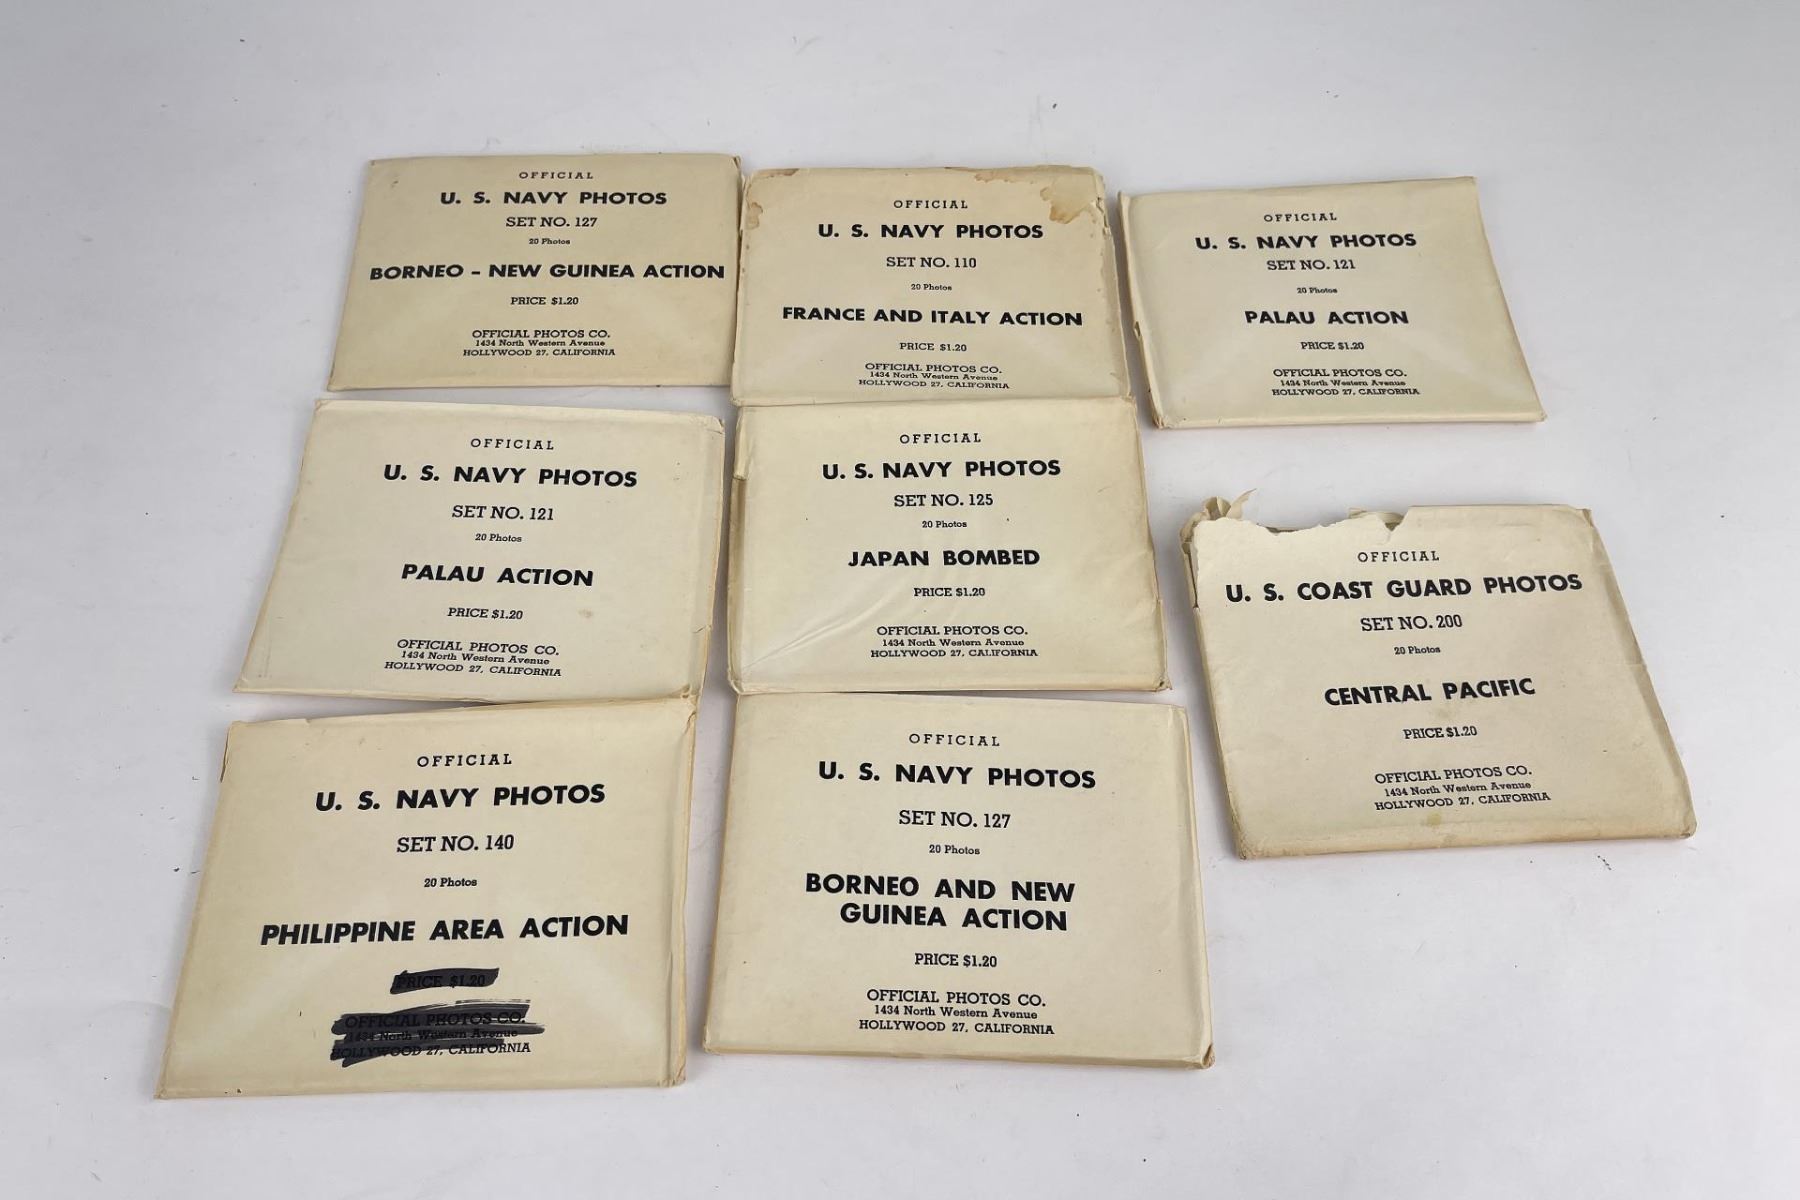 OFFICIAL
U. S. NAVY PHOTOS
SET NO. 127
20 Photos
BORNEO - NEW GUINEA ACTION
PRICE $1.20
OFFICIAL PHOTOS CO.
1434 North Western Avenue
HOLLYWOOD 27, CALIFORNIA
OFFICIAL
U. S. NAVY PHOTOS
SET NO. 110
20 Photos
FRANCE AND ITALY ACTION
PRICE $1.20
OFFICIAL PHOTOS CO.
1434 North Western Avenue
HOLLYWOOD 27, CALIFORNIA
OFFICIAL
U. S. NAVY PHOTOS
SET NO. 121
20 Photos
PALAU ACTION
PRICE $1.20
OFFICIAL PHOTOS CO.
1434 North Western Avenue
HOLLYWOOD 27, CALIFORNIA
OFFICIAL
U. S. NAVY PHOTOS
SET NO. 121
20 Photos
PALAU ACTION
PRICE $1.20
OFFICIAL PHOTOS CO.
1434 North Western Avenue
HOLLYWOOD 27, CALIFORNIA
OFFICIAL
U. S. NAVY PHOTOS
SET NO. 125
20 Photos
JAPAN BOMBED
PRICE $1.20
OFFICIAL PHOTOS CO.
1434 North Western Avenue
HOLLYWOOD 27, CALIFORNIA
OFFICIAL
U. S. COAST GUARD PHOTOS
SET NO. 200
20 Photos
CENTRAL PACIFIC
PRICE $1.20
OFFICIAL PHOTOS CO.
1434 North Western Avenue
HOLLYWOOD 27, CALIFORNIA
OFFICIAL
U. S. NAVY PHOTOS
SET NO. 140
20 Photos
PHILIPPINE AREA ACTION
PRICE $1.20
OFFICIAL PHOTOS CO.
1434 North Western Avenue
HOLLYWOOD 27, CALIFORNIA
OFFICIAL
U. S. NAVY PHOTOS
SET NO. 127
20 Photos
BORNEO AND NEW
GUINEA ACTION
PRICE $1.20
OFFICIAL PHOTOS CO.
1434 North Western Avenue
HOLLYWOOD 27, CALIFORNIA